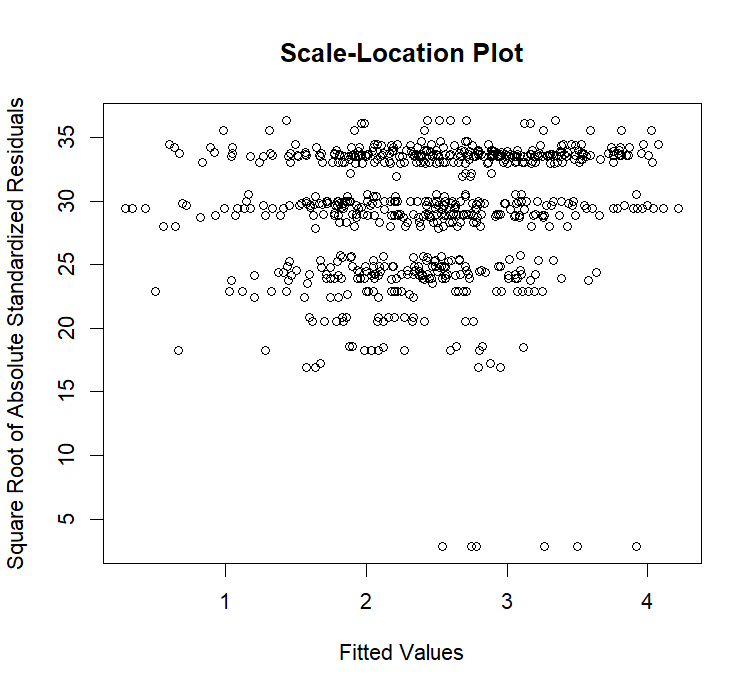 Scale-Location Plot
Square Root of Absolute Standardized Residuals
35
30
25
20
15
10
5
1 2 3 4
Fitted Values